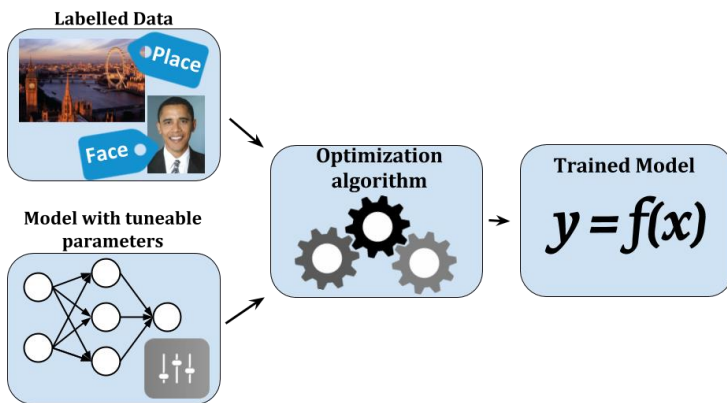 Labelled Data
Place
Face
Model with tuneable
parameters
Optimization
algorithm
Trained Model
y = f(x)